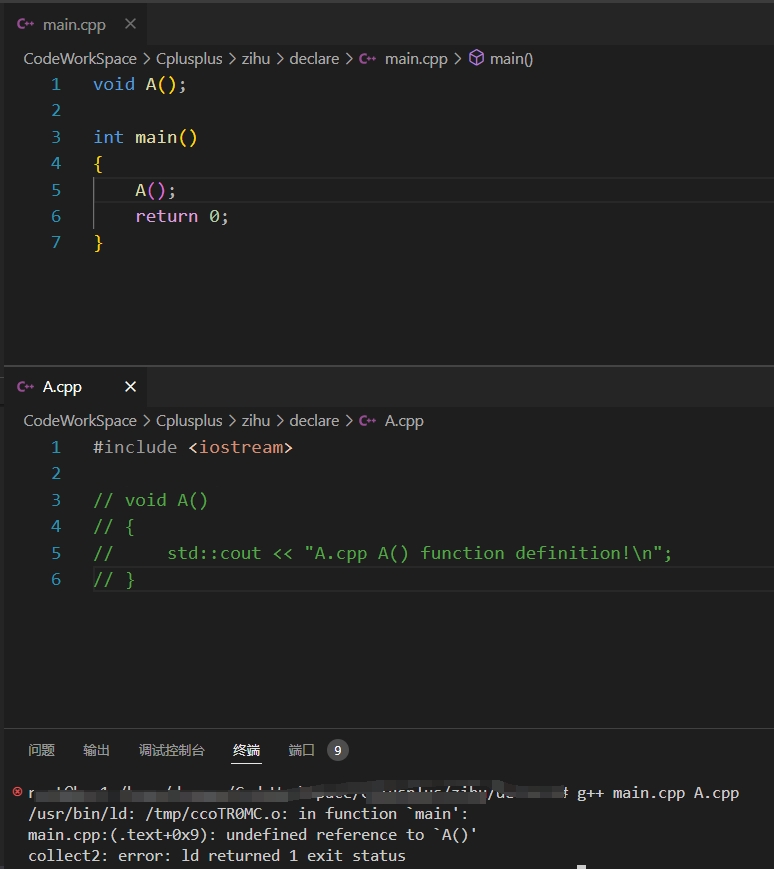 C++ main.cpp ×
CodeWorkSpace > Cplusplus > zihu > declare > C++ main.cpp > main()
1 void A();
2
3 int main()
4 {
5     A();
6     return 0;
7 }
C++ A.cpp ×
CodeWorkSpace > Cplusplus > zihu > declare > C++ A.cpp
1 #include <iostream>
2
3 // void A()
4 // {
5 //     std::cout << "A.cpp A() function definition!\n";
6 // }
问题 输出 调试控制台 终端 端口 9
# g++ main.cpp A.cpp
/usr/bin/ld: /tmp/ccoTR0MC.o: in function `main':
main.cpp:(.text+0x9): undefined reference to `A()'
collect2: error: ld returned 1 exit status